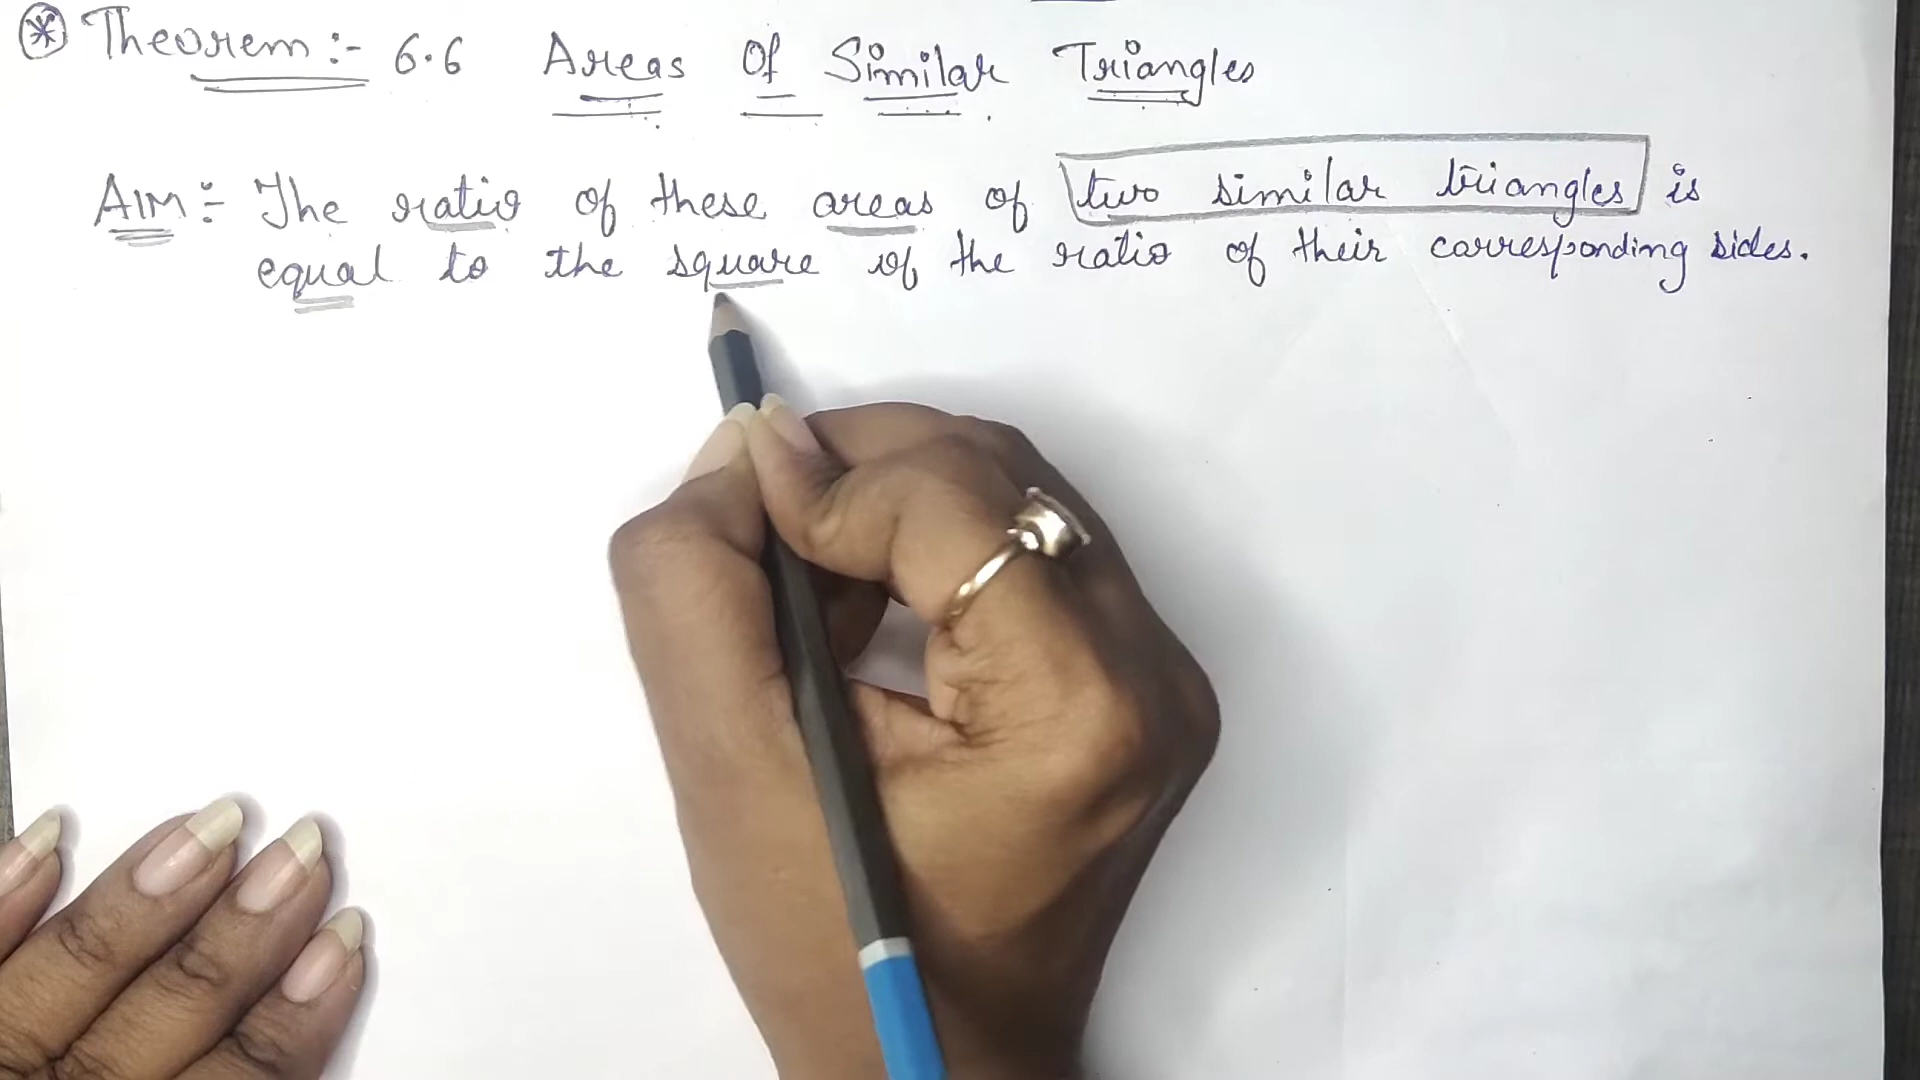 Theorem :- 6.6 Areas Of Similar Triangles
AIM :- The ratio of these areas of two similar triangles is
equal to the square of the ratio of their corresponding sides.